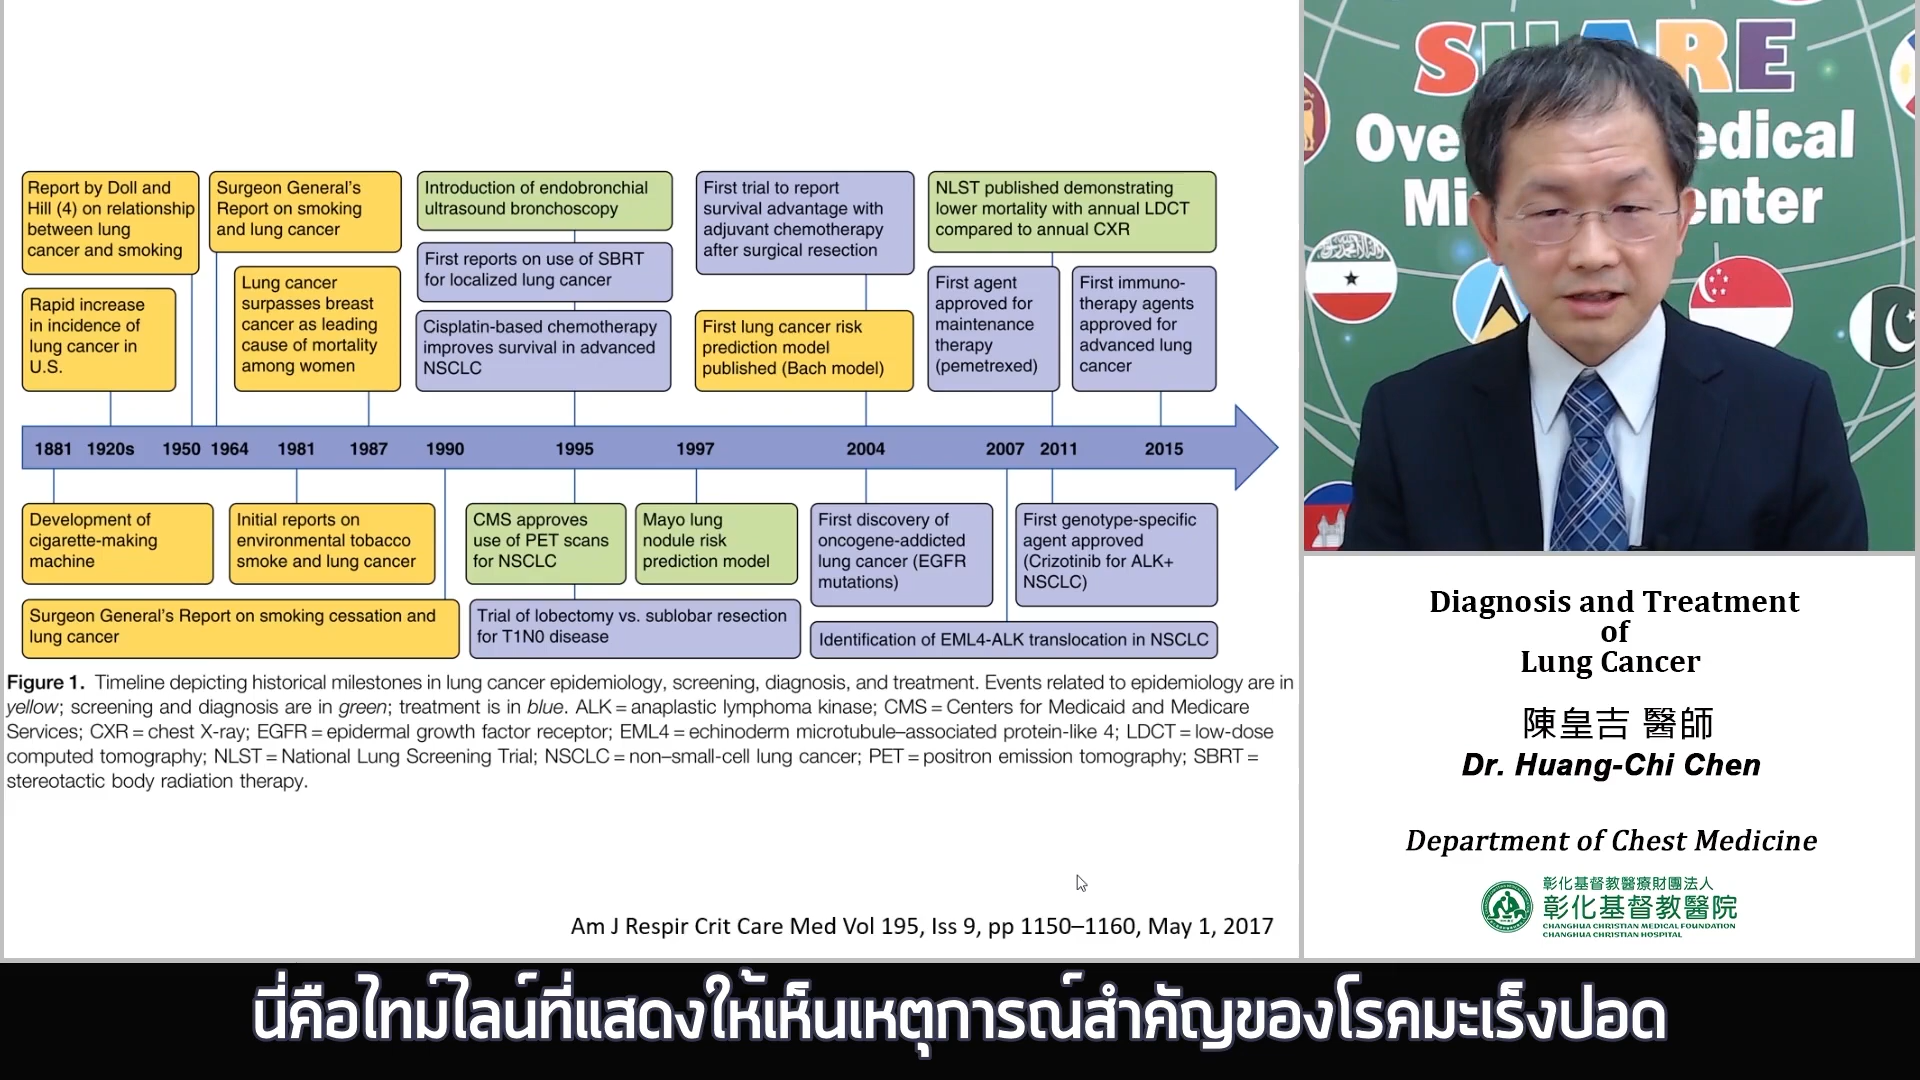 Report by Doll and
Hill (4) on relationship
between lung
cancer and smoking
Surgeon General's
Report on smoking
and lung cancer
Introduction of endobronchial
ultrasound bronchoscopy
First trial to report
survival advantage with
adjuvant chemotherapy
after surgical resection
NLST published demonstrating
lower mortality with annual LDCT
compared to annual CXR
Rapid increase
in incidence of
lung cancer in
U.S.
Lung cancer
surpasses breast
cancer as leading
cause of mortality
among women
First reports on use of SBRT
for localized lung cancer
Cisplatin-based chemotherapy
improves survival in advanced
NSCLC
First lung cancer risk
prediction model
published (Bach model)
First agent
approved for
maintenance
therapy
(pemetrexed)
First immuno-
therapy agents
approved for
advanced lung
cancer
1881 1920s 1950 1964 1981 1987 1990 1995 1997 2004 2007 2011 2015
Development of
cigarette-making
machine
Initial reports on
environmental tobacco
smoke and lung cancer
CMS approves
use of PET scans
for NSCLC
Mayo lung
nodule risk
prediction model
First discovery of
oncogene-addicted
lung cancer (EGFR
mutations)
First genotype-specific
agent approved
(Crizotinib for ALK+
NSCLC)
Surgeon General's Report on smoking cessation and
lung cancer
Trial of lobectomy vs. sublobar resection
for T1N0 disease
Identification of EML4-ALK translocation in NSCLC
Figure 1. Timeline depicting historical milestones in lung cancer epidemiology, screening, diagnosis, and treatment. Events related to epidemiology are in
yellow; screening and diagnosis are in green; treatment is in blue. ALK = anaplastic lymphoma kinase; CMS = Centers for Medicaid and Medicare
Services; CXR = chest X-ray; EGFR = epidermal growth factor receptor; EML4 = echinoderm microtubule–associated protein-like 4; LDCT = low-dose
computed tomography; NLST = National Lung Screening Trial; NSCLC = non–small-cell lung cancer; PET = positron emission tomography; SBRT =
stereotactic body radiation therapy.
Am J Respir Crit Care Med Vol 195, Iss 9, pp 1150–1160, May 1, 2017
SHARE
Ove edical
Mi enter
Diagnosis and Treatment
of
Lung Cancer
陳皇吉 醫師
Dr. Huang-Chi Chen
Department of Chest Medicine
彰化基督教醫療財團法人
彰化基督教醫院
CHANGHUA CHRISTIAN MEDICAL FOUNDATION
CHANGHUA CHRISTIAN HOSPITAL
นี่คือไทม์ไลน์ที่แสดงให้เห็นเหตุการณ์สำคัญของโรคมะเร็งปอด